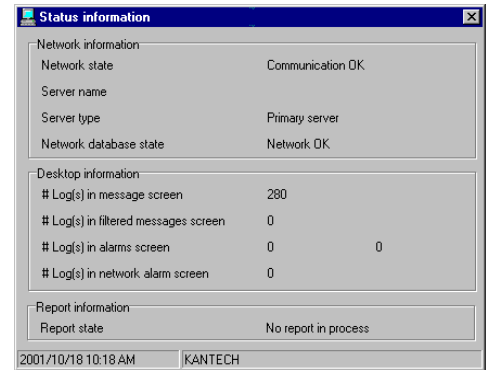 Status information
Network information
Network state Communication OK
Server name
Server type Primary server
Network database state Network OK
Desktop information
# Log(s) in message screen 280
# Log(s) in filtered messages screen 0
# Log(s) in alarms screen 0 0
# Log(s) in network alarm screen 0
Report information
Report state No report in process
2001/10/18 10:18 AM KANTECH